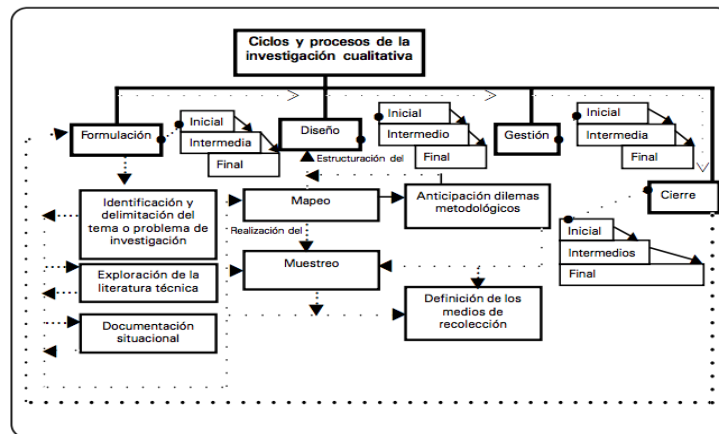 Ciclos y procesos de la
investigación cualitativa
Formulación
Inicial
Intermedia
Final
Diseño
Inicial
Intermedio
Final
Gestión
Inicial
Intermedia
Final
Cierre
Inicial
Intermedios
Final
Estructuración del
Identificación y
delimitación del
tema o problema de
investigación
Mapeo
Anticipación dilemas
metodológicos
Realización del
Muestreo
Exploración de la
literatura técnica
Documentación
situacional
Definición de los
medios de
recolección